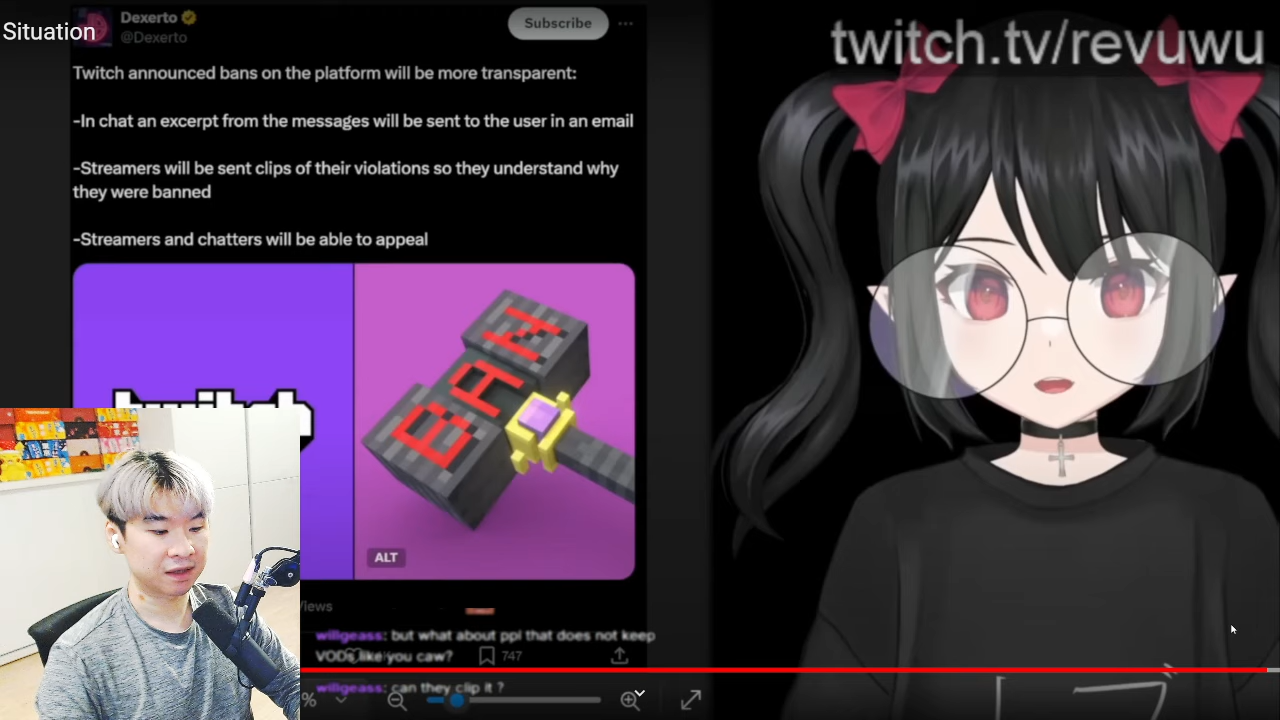 Situation
Dexerto
@Dexerto
Subscribe
twitch.tv/revuwu
Twitch announced bans on the platform will be more transparent:
-In chat an excerpt from the messages will be sent to the user in an email
-Streamers will be sent clips of their violations so they understand why
they were banned
-Streamers and chatters will be able to appeal
twitch
BAN
ALT
Views
willgeass: but what about ppl that does not keep
VODs like you caw?
747
willgeass: can they clip it ?
%